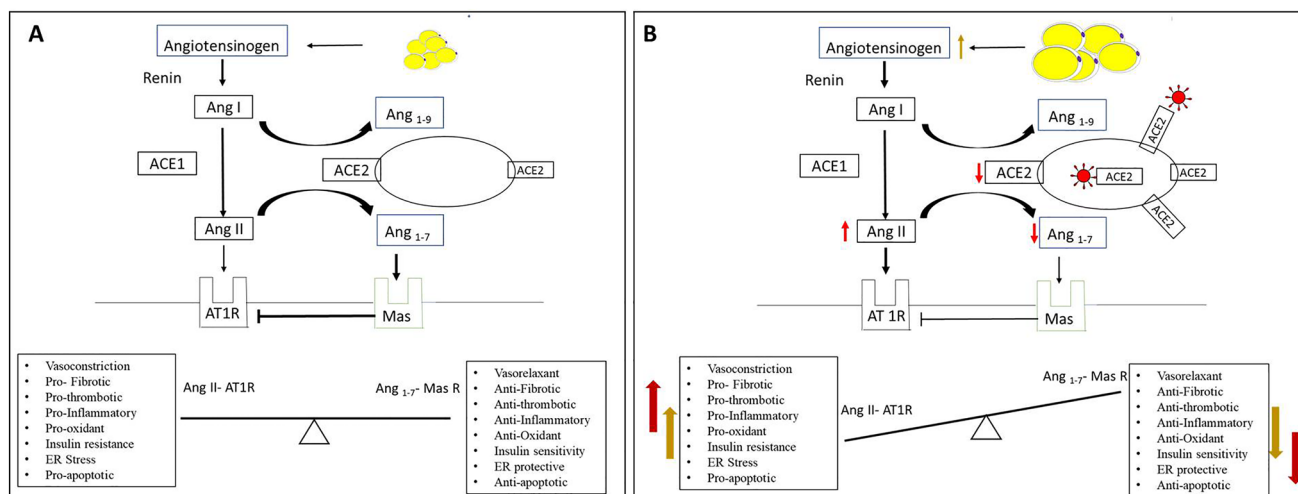 A
Angiotensinogen
Renin
Ang I
Ang 1-9
ACE1
ACE2
ACE2
Ang II
Ang 1-7
AT1R
Mas
• Vasoconstriction
• Pro- Fibrotic
• Pro-thrombotic
• Pro-Inflammatory
• Pro-oxidant
• Insulin resistance
• ER Stress
• Pro-apoptotic
Ang II- AT1R
Ang 1-7- Mas R
• Vasorelaxant
• Anti-Fibrotic
• Anti-thrombotic
• Anti-Inflammatory
• Anti-Oxidant
• Insulin sensitivity
• ER protective
• Anti-apoptotic
B
Angiotensinogen
Renin
Ang I
Ang 1-9
ACE1
ACE2
ACE2
ACE2
ACE2
ACE2
Ang II
Ang 1-7
AT 1R
Mas
• Vasoconstriction
• Pro- Fibrotic
• Pro-thrombotic
• Pro-Inflammatory
• Pro-oxidant
• Insulin resistance
• ER Stress
• Pro-apoptotic
Ang II- AT1R
Ang 1-7- Mas R
• Vasorelaxant
• Anti-Fibrotic
• Anti-thrombotic
• Anti-Inflammatory
• Anti-Oxidant
• Insulin sensitivity
• ER protective
• Anti-apoptotic